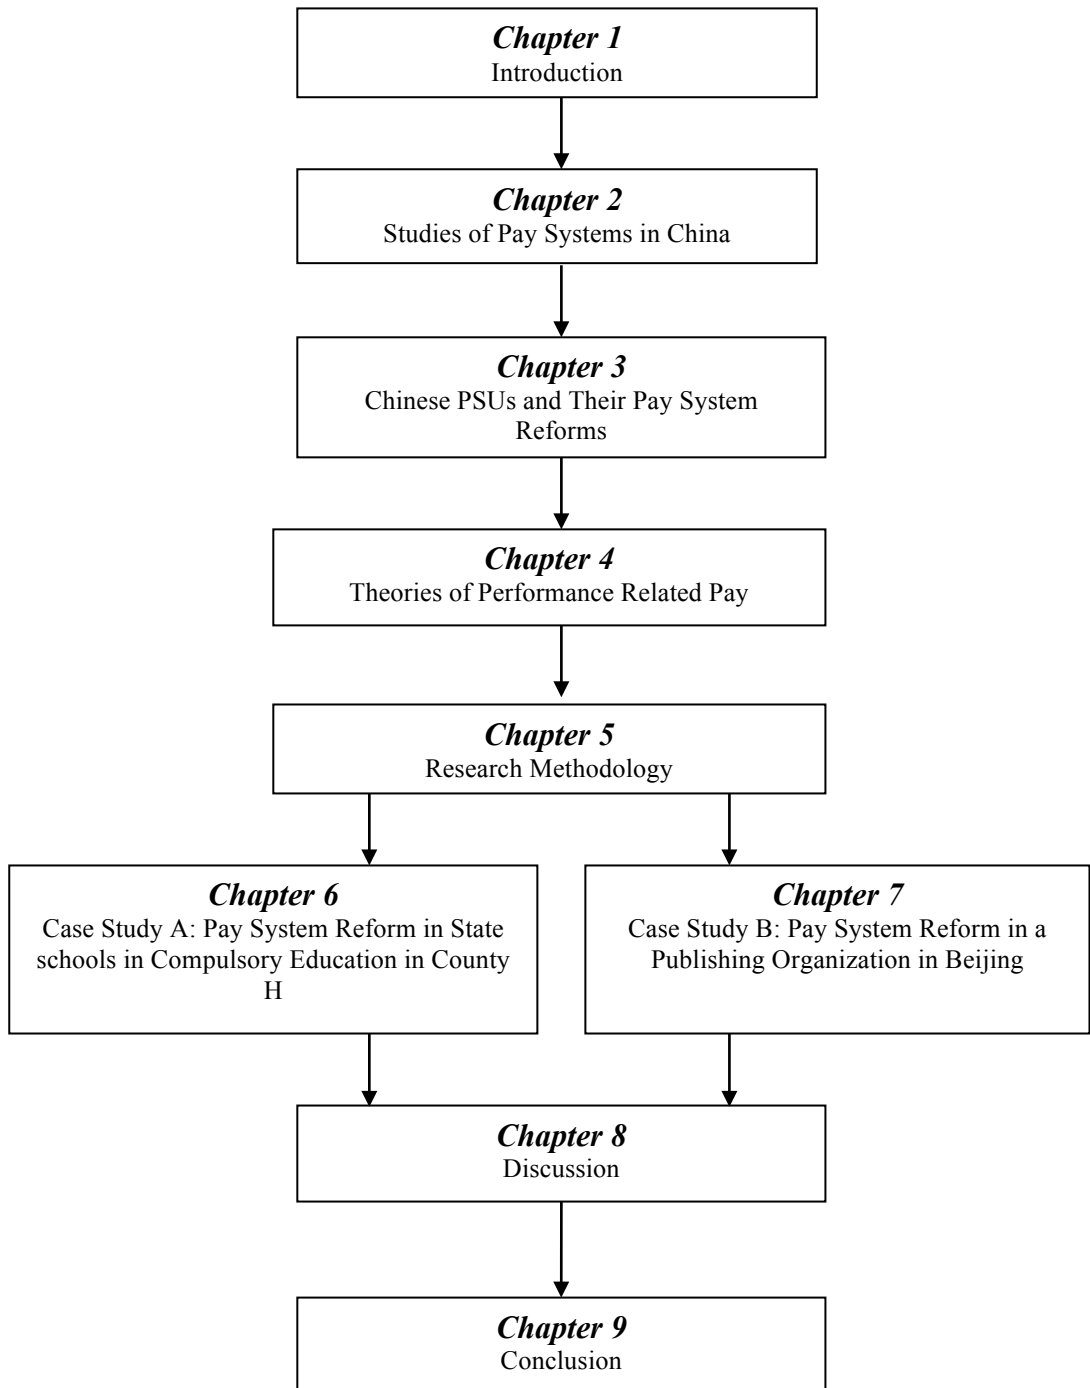 Chapter 1
Introduction
Chapter 2
Studies of Pay Systems in China
Chapter 3
Chinese PSUs and Their Pay System
Reforms
Chapter 4
Theories of Performance Related Pay
Chapter 5
Research Methodology
Chapter 6
Case Study A: Pay System Reform in State
schools in Compulsory Education in County
H
Chapter 7
Case Study B: Pay System Reform in a
Publishing Organization in Beijing
Chapter 8
Discussion
Chapter 9
Conclusion